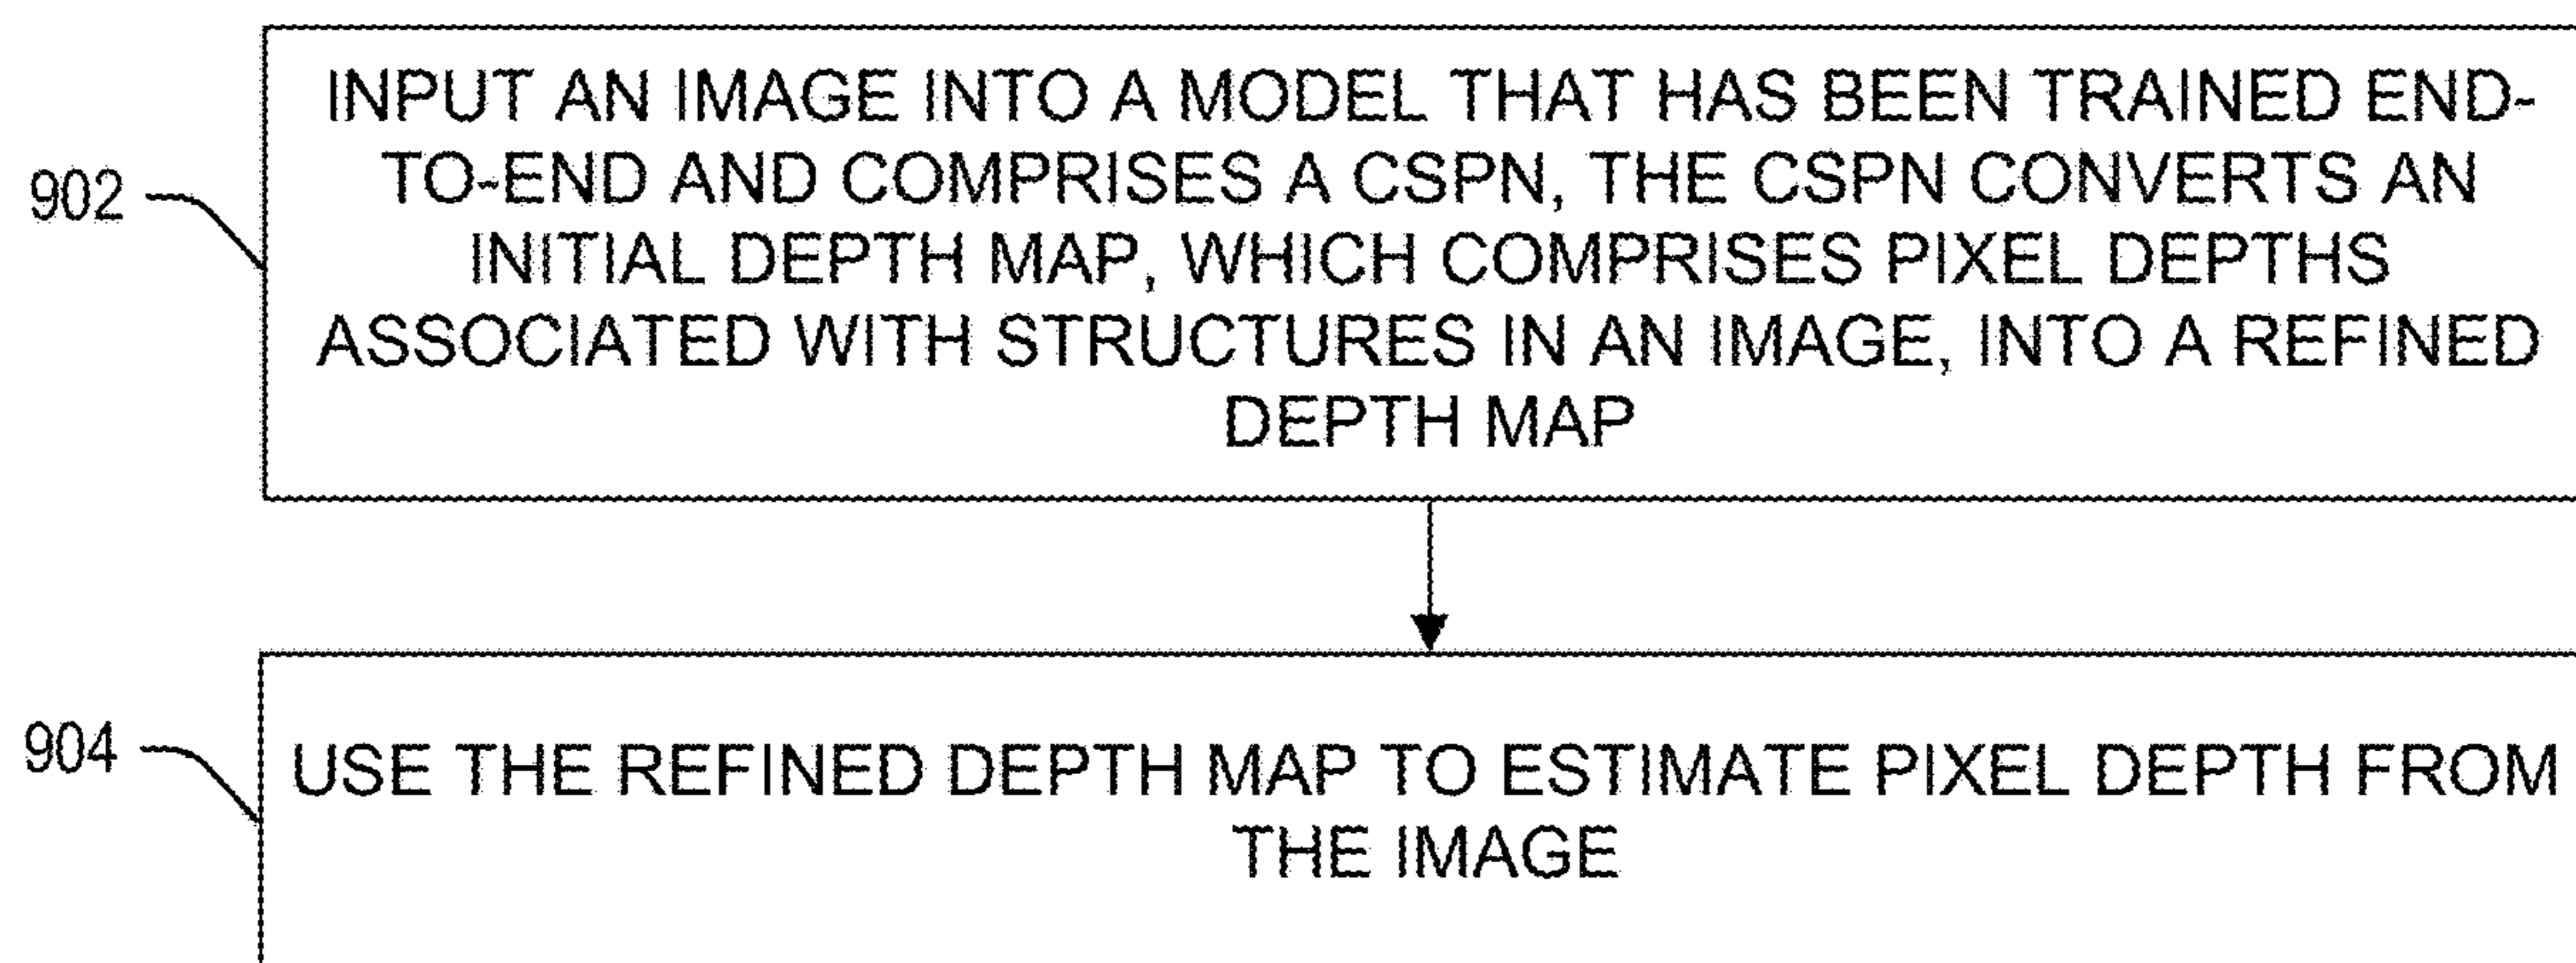 902
INPUT AN IMAGE INTO A MODEL THAT HAS BEEN TRAINED END-
TO-END AND COMPRISES A CSPN, THE CSPN CONVERTS AN
INITIAL DEPTH MAP, WHICH COMPRISES PIXEL DEPTHS
ASSOCIATED WITH STRUCTURES IN AN IMAGE, INTO A REFINED
DEPTH MAP
904
USE THE REFINED DEPTH MAP TO ESTIMATE PIXEL DEPTH FROM
THE IMAGE